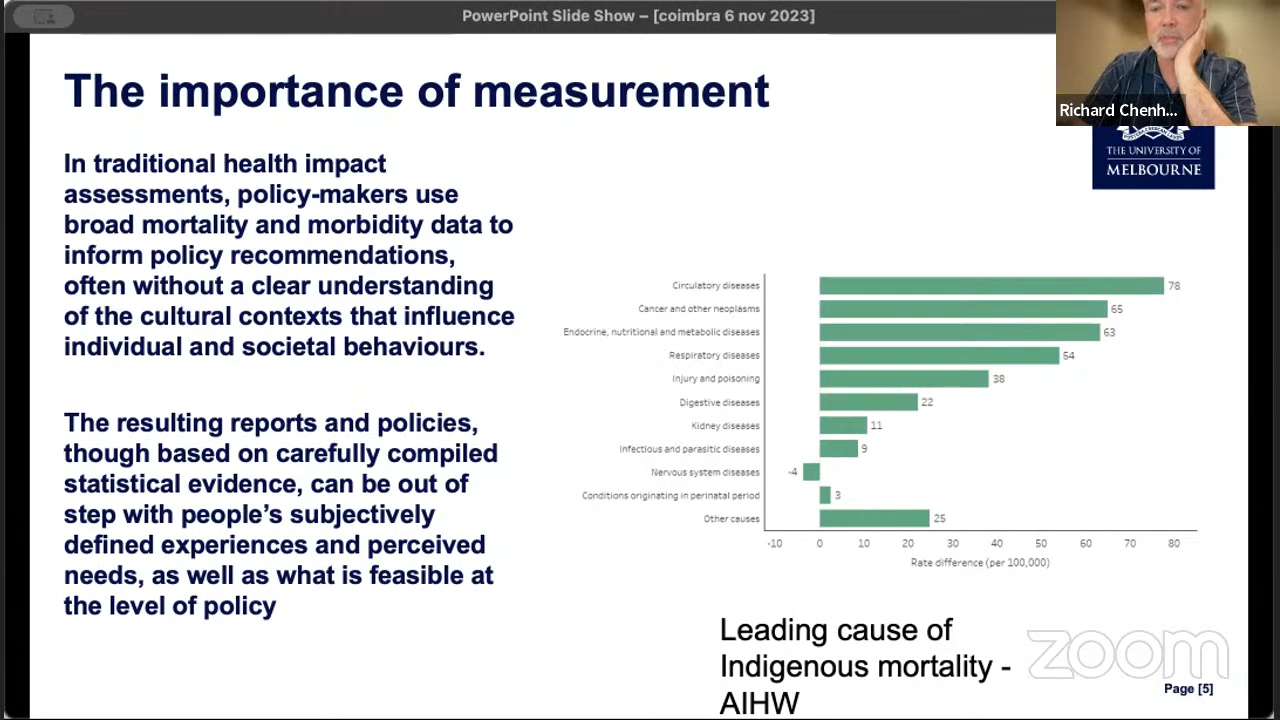 PowerPoint Slide Show – [coimbra 6 nov 2023]
Richard Chenh...
THE UNIVERSITY OF
MELBOURNE
The importance of measurement
In traditional health impact
assessments, policy-makers use
broad mortality and morbidity data to
inform policy recommendations,
often without a clear understanding
of the cultural contexts that influence
individual and societal behaviours.
The resulting reports and policies,
though based on carefully compiled
statistical evidence, can be out of
step with people’s subjectively
defined experiences and perceived
needs, as well as what is feasible at
the level of policy
Circulatory diseases 78
Cancer and other neoplasms 65
Endocrine, nutritional and metabolic diseases 63
Respiratory diseases 54
Injury and poisoning 38
Digestive diseases 22
Kidney diseases 11
Infectious and parasitic diseases 9
Nervous system diseases -4
Conditions originating in perinatal period 3
Other causes 25
-10 0 10 20 30 40 50 60 70 80
Rate difference (per 100,000)
Leading cause of
Indigenous mortality -
AIHW
zoom
Page [5]